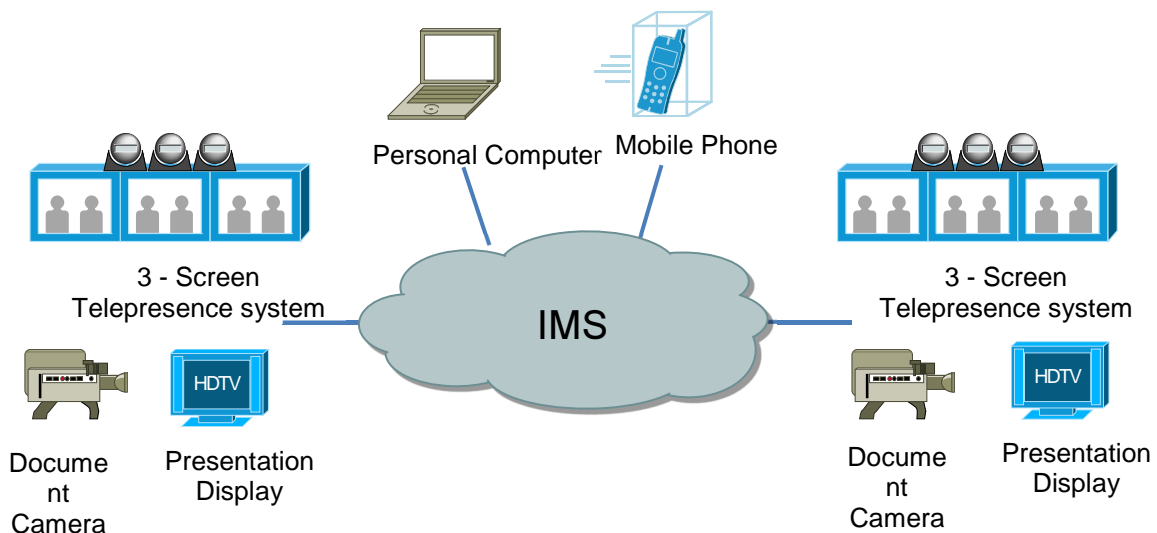 Personal Computer
Mobile Phone
3 - Screen
Telepresence system
3 - Screen
Telepresence system
IMS
HDTV
HDTV
Docume
nt
Camera
Presentation
Display
Docume
nt
Camera
Presentation
Display